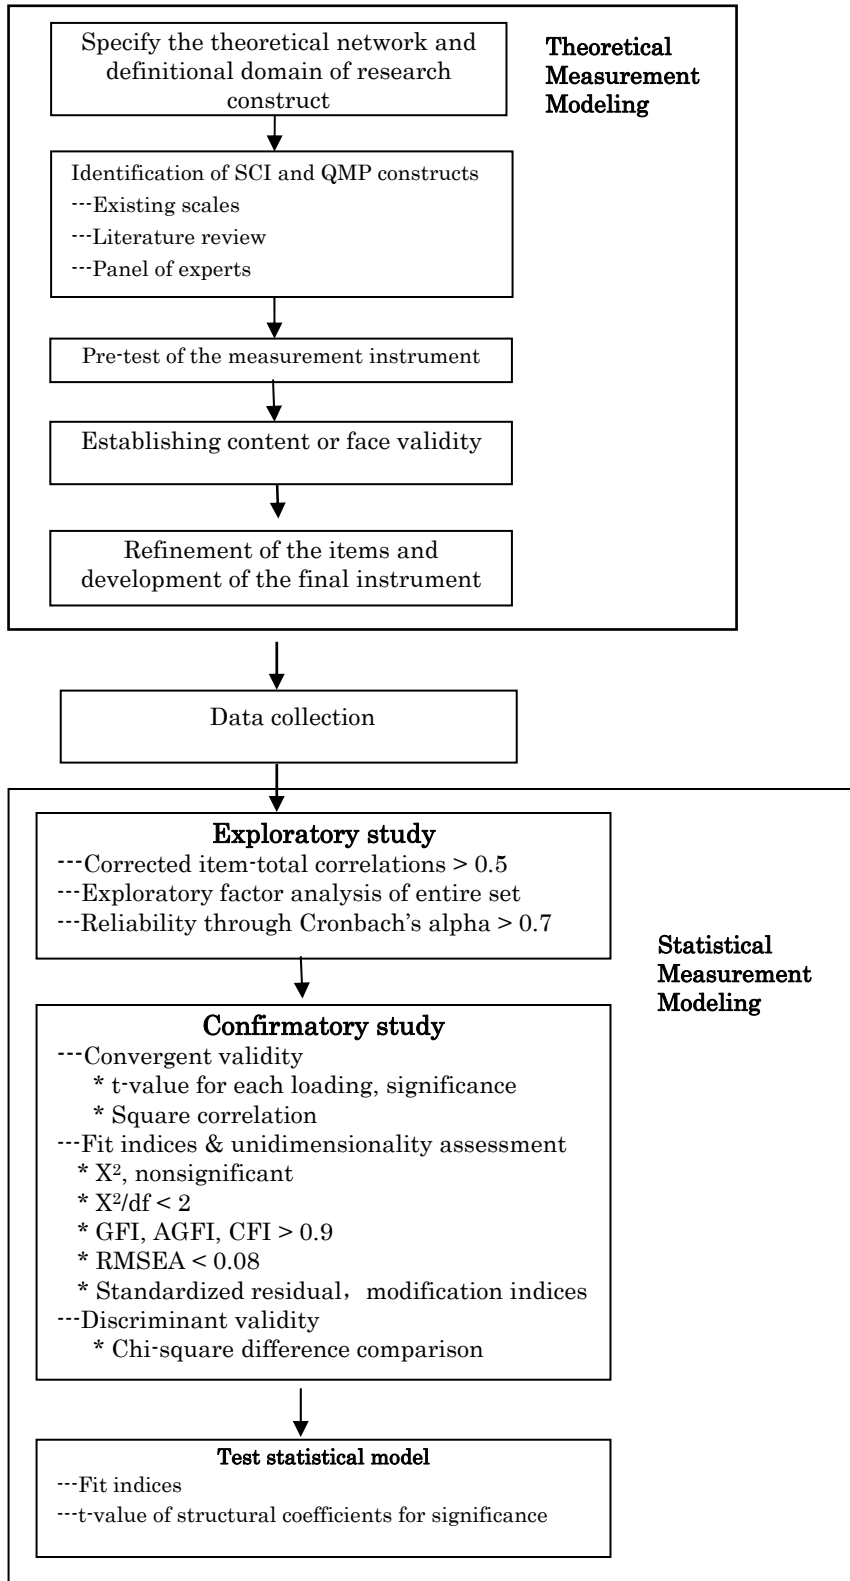 Specify the theoretical network and
definitional domain of research
construct
Theoretical
Measurement
Modeling
Identification of SCI and QMP constructs
---Existing scales
---Literature review
---Panel of experts
Pre-test of the measurement instrument
Establishing content or face validity
Refinement of the items and
development of the final instrument
Data collection
Exploratory study
---Corrected item-total correlations > 0.5
---Exploratory factor analysis of entire set
---Reliability through Cronbach’s alpha > 0.7
Statistical
Measurement
Modeling
Confirmatory study
---Convergent validity
* t-value for each loading, significance
* Square correlation
---Fit indices & unidimensionality assessment
* X², nonsignificant
* X²/df < 2
* GFI, AGFI, CFI > 0.9
* RMSEA < 0.08
* Standardized residual，modification indices
---Discriminant validity
* Chi-square difference comparison
Test statistical model
---Fit indices
---t-value of structural coefficients for significance